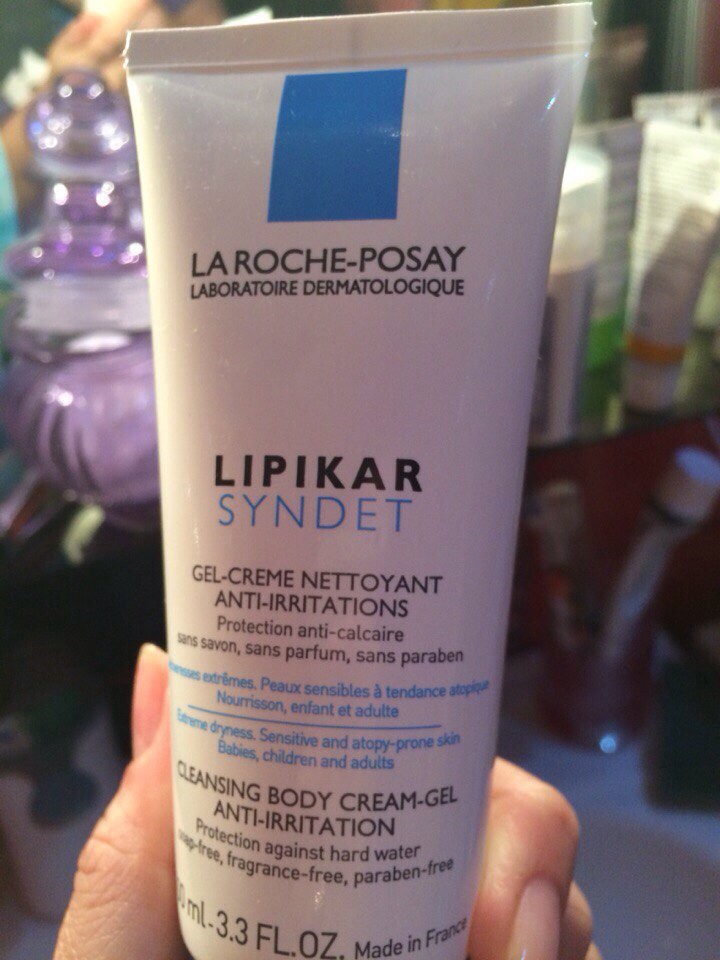 LA ROCHE-POSAY
LABORATOIRE DERMATOLOGIQUE
LIPIKAR
SYNDET
GEL-CREME NETTOYANT
ANTI-IRRITATIONS
Protection anti-calcaire
sans savon, sans parfum, sans paraben
extrêmes. Peaux sensibles à tendance atopique
Nourrisson, enfant et adulte
Extreme dryness. Sensitive and atopy-prone skin
Babies, children and adults
CLEANSING BODY CREAM-GEL
ANTI-IRRITATION
Protection against hard water
soap-free, fragrance-free, paraben-free
ml - 3.3 FL.OZ. Made in France